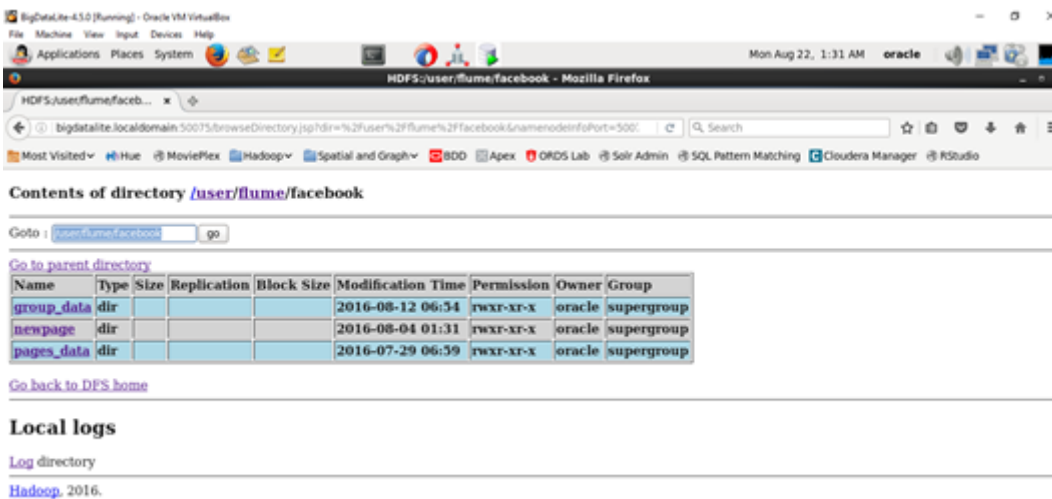 BigDataLite-4.5.0 [Running] - Oracle VM VirtualBox
File Machine View Input Devices Help
Applications Places System Mon Aug 22, 1:31 AM oracle
HDFS:/user/flume/facebook - Mozilla Firefox
HDFS:/user/flume/faceb...
bigdatalite.localdomain:50075/browseDirectory.jsp?dir=%2Fuser%2Fflume%2Ffacebook&namenodeInfoPort=500 Search
Most Visited Hue MoviePlex Hadoop Spatial and Graph BDD Apex ORDS Lab Solr Admin SQL Pattern Matching Cloudera Manager RStudio
Contents of directory /user/flume/facebook
Goto : /user/flume/facebook go
Go to parent directory
Name Type Size Replication Block Size Modification Time Permission Owner Group
group_data dir 2016-08-12 06:54 rwxr-xr-x oracle supergroup
newpage dir 2016-08-04 01:31 rwxr-xr-x oracle supergroup
pages_data dir 2016-07-29 06:59 rwxr-xr-x oracle supergroup
Go back to DFS home
Local logs
Log directory
Hadoop, 2016.